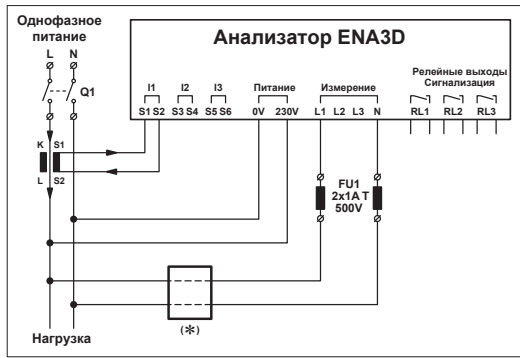 Однофазное
питание
L N
Q1
Анализатор ENA3D
Релейные выходы
Сигнализация
I1 I2 I3 Питание Измерение
S1 S2 S3 S4 S5 S6 0V 230V L1 L2 L3 N RL1 RL2 RL3
K S1
L S2
FU1
2x1A T
500V
(*)
Нагрузка